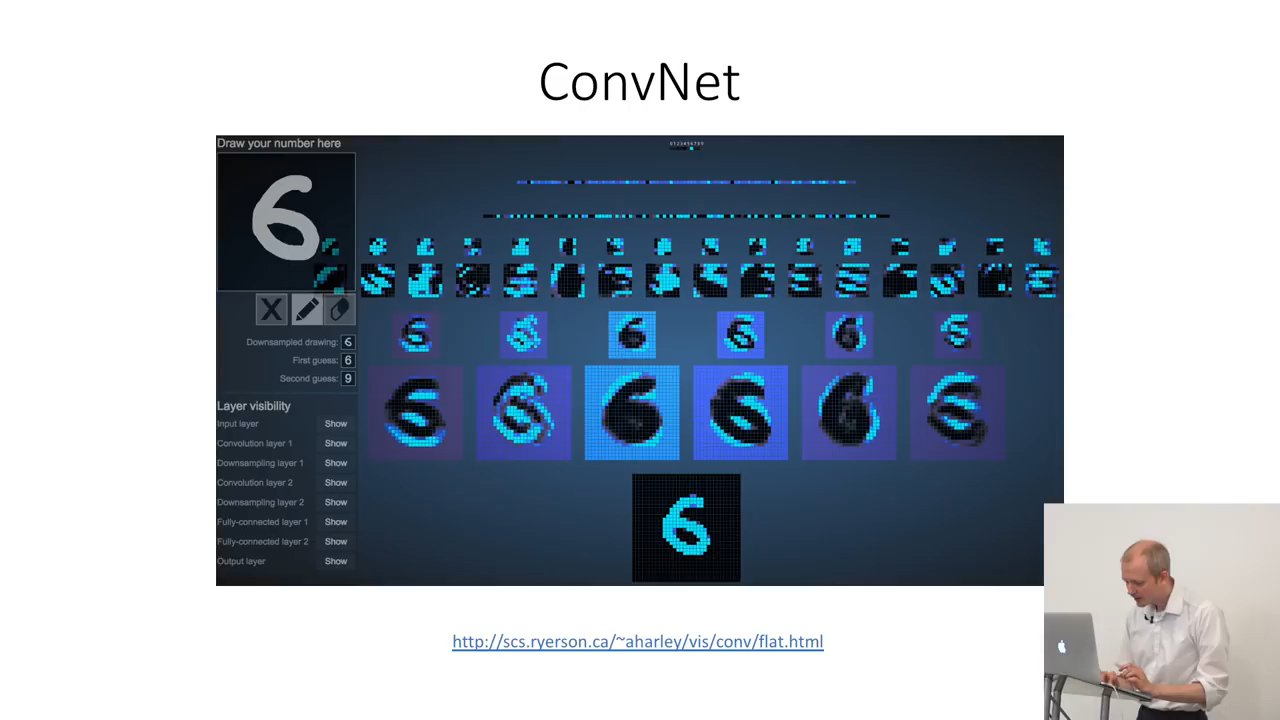 ConvNet
Draw your number here
0123456789
6
Downsampled drawing: 6
First guess: 6
Second guess: 9
Layer visibility
Input layer Show
Convolution layer 1 Show
Downsampling layer 1 Show
Convolution layer 2 Show
Downsampling layer 2 Show
Fully-connected layer 1 Show
Fully-connected layer 2 Show
Output layer Show
6
http://scs.ryerson.ca/~aharley/vis/conv/flat.html